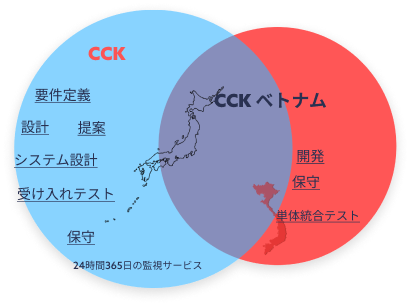 CCK
要件定義
設計 提案
システム設計
受け入れテスト
保守
24時間365日の監視サービス
CCK ベトナム
開発
保守
単体統合テスト